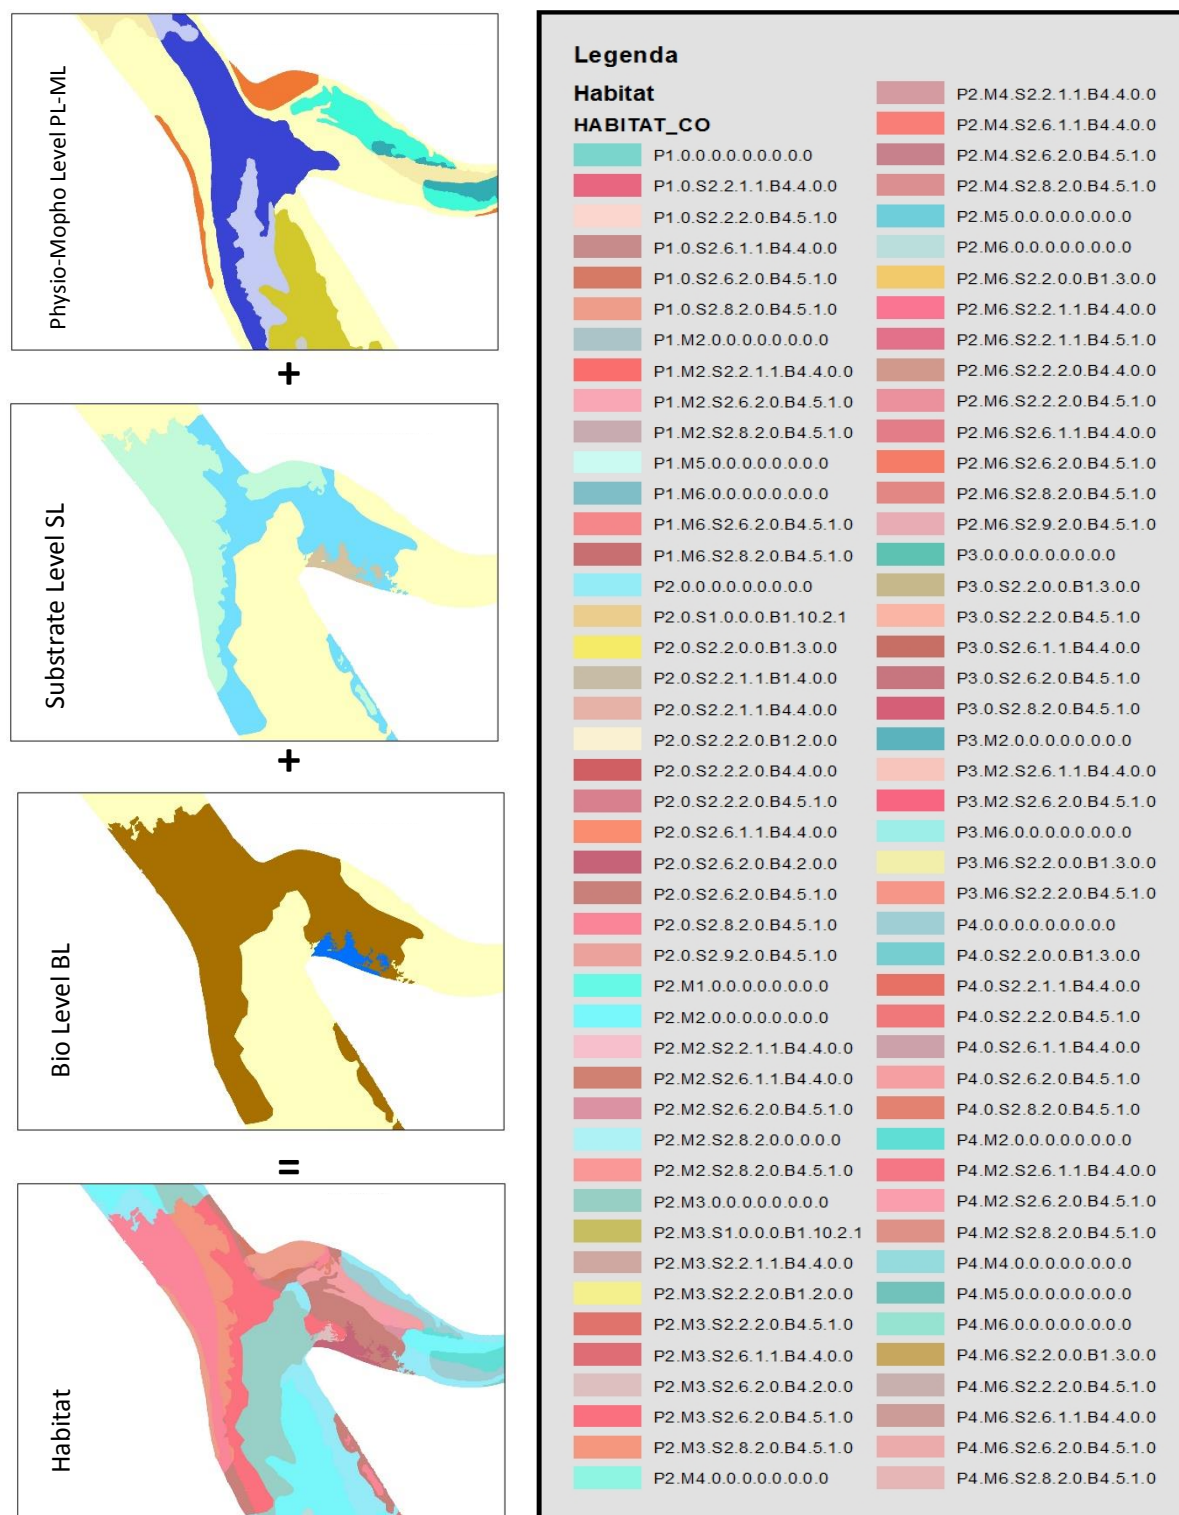 Physio-Mopho Level PL-ML
+
Substrate Level SL
+
Bio Level BL
=
Habitat
Legenda
Habitat
HABITAT_CO
P1.0.0.0.0.0.0.0.0.0
P1.0.S2.2.1.1.B4.4.0.0
P1.0.S2.2.2.0.B4.5.1.0
P1.0.S2.6.1.1.B4.4.0.0
P1.0.S2.6.2.0.B4.5.1.0
P1.0.S2.8.2.0.B4.5.1.0
P1.M2.0.0.0.0.0.0.0.0
P1.M2.S2.2.1.1.B4.4.0.0
P1.M2.S2.6.2.0.B4.5.1.0
P1.M2.S2.8.2.0.B4.5.1.0
P1.M5.0.0.0.0.0.0.0.0
P1.M6.0.0.0.0.0.0.0.0
P1.M6.S2.6.2.0.B4.5.1.0
P1.M6.S2.8.2.0.B4.5.1.0
P2.0.0.0.0.0.0.0.0.0
P2.0.S1.0.0.0.B1.10.2.1
P2.0.S2.2.0.0.B1.3.0.0
P2.0.S2.2.1.1.B1.4.0.0
P2.0.S2.2.1.1.B4.4.0.0
P2.0.S2.2.2.0.B1.2.0.0
P2.0.S2.2.2.0.B4.4.0.0
P2.0.S2.2.2.0.B4.5.1.0
P2.0.S2.6.1.1.B4.4.0.0
P2.0.S2.6.2.0.B4.2.0.0
P2.0.S2.6.2.0.B4.5.1.0
P2.0.S2.8.2.0.B4.5.1.0
P2.0.S2.9.2.0.B4.5.1.0
P2.M1.0.0.0.0.0.0.0.0
P2.M2.0.0.0.0.0.0.0.0
P2.M2.S2.2.1.1.B4.4.0.0
P2.M2.S2.6.1.1.B4.4.0.0
P2.M2.S2.6.2.0.B4.5.1.0
P2.M2.S2.8.2.0.0.0.0.0
P2.M2.S2.8.2.0.B4.5.1.0
P2.M3.0.0.0.0.0.0.0.0
P2.M3.S1.0.0.0.B1.10.2.1
P2.M3.S2.2.1.1.B4.4.0.0
P2.M3.S2.2.2.0.B1.2.0.0
P2.M3.S2.2.2.0.B4.5.1.0
P2.M3.S2.6.1.1.B4.4.0.0
P2.M3.S2.6.2.0.B4.2.0.0
P2.M3.S2.6.2.0.B4.5.1.0
P2.M3.S2.8.2.0.B4.5.1.0
P2.M4.0.0.0.0.0.0.0.0
P2.M4.S2.2.1.1.B4.4.0.0
P2.M4.S2.6.1.1.B4.4.0.0
P2.M4.S2.6.2.0.B4.5.1.0
P2.M4.S2.8.2.0.B4.5.1.0
P2.M5.0.0.0.0.0.0.0.0
P2.M6.0.0.0.0.0.0.0.0
P2.M6.S2.2.0.0.B1.3.0.0
P2.M6.S2.2.1.1.B4.4.0.0
P2.M6.S2.2.1.1.B4.5.1.0
P2.M6.S2.2.2.0.B4.4.0.0
P2.M6.S2.2.2.0.B4.5.1.0
P2.M6.S2.6.1.1.B4.4.0.0
P2.M6.S2.6.2.0.B4.5.1.0
P2.M6.S2.8.2.0.B4.5.1.0
P2.M6.S2.9.2.0.B4.5.1.0
P3.0.0.0.0.0.0.0.0.0
P3.0.S2.2.0.0.B1.3.0.0
P3.0.S2.2.2.0.B4.5.1.0
P3.0.S2.6.1.1.B4.4.0.0
P3.0.S2.6.2.0.B4.5.1.0
P3.0.S2.8.2.0.B4.5.1.0
P3.M2.0.0.0.0.0.0.0.0
P3.M2.S2.6.1.1.B4.4.0.0
P3.M2.S2.6.2.0.B4.5.1.0
P3.M6.0.0.0.0.0.0.0.0
P3.M6.S2.2.0.0.B1.3.0.0
P3.M6.S2.2.2.0.B4.5.1.0
P4.0.0.0.0.0.0.0.0.0
P4.0.S2.2.0.0.B1.3.0.0
P4.0.S2.2.1.1.B4.4.0.0
P4.0.S2.2.2.0.B4.5.1.0
P4.0.S2.6.1.1.B4.4.0.0
P4.0.S2.6.2.0.B4.5.1.0
P4.0.S2.8.2.0.B4.5.1.0
P4.M2.0.0.0.0.0.0.0.0
P4.M2.S2.6.1.1.B4.4.0.0
P4.M2.S2.6.2.0.B4.5.1.0
P4.M2.S2.8.2.0.B4.5.1.0
P4.M4.0.0.0.0.0.0.0.0
P4.M5.0.0.0.0.0.0.0.0
P4.M6.0.0.0.0.0.0.0.0
P4.M6.S2.2.0.0.B1.3.0.0
P4.M6.S2.2.2.0.B4.5.1.0
P4.M6.S2.6.1.1.B4.4.0.0
P4.M6.S2.6.2.0.B4.5.1.0
P4.M6.S2.8.2.0.B4.5.1.0